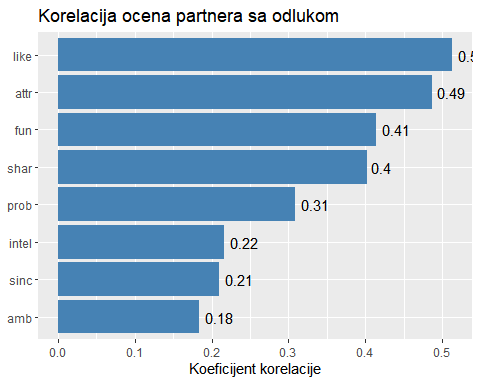 Korelacija ocena partnera sa odlukom
like
attr 0.49
fun 0.41
shar 0.4
prob 0.31
intel 0.22
sinc 0.21
amb 0.18
0.0 0.1 0.2 0.3 0.4 0.5
Koeficijent korelacije